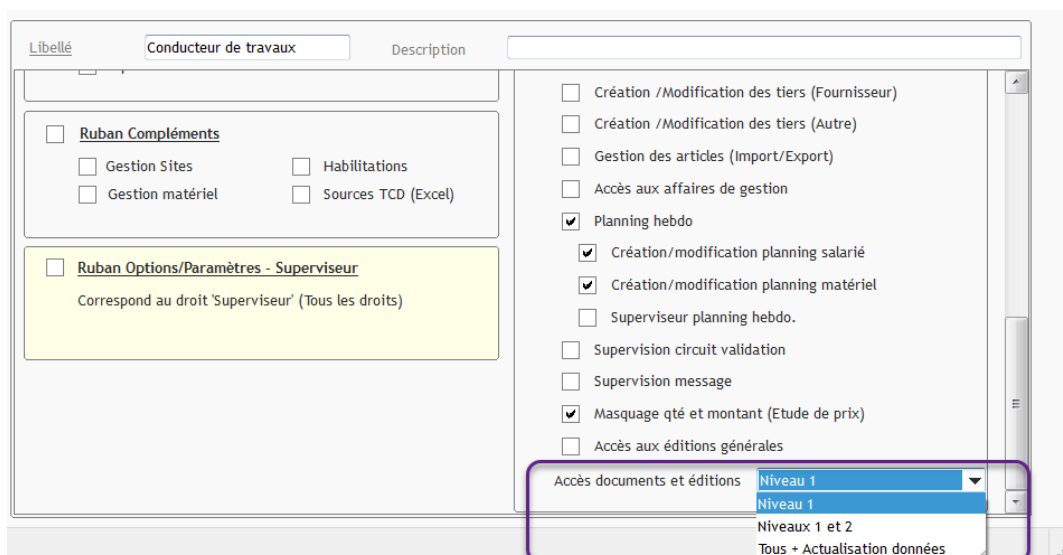 Libellé
Conducteur de travaux
Description
Ruban Compléments
Gestion Sites
Habilitations
Gestion matériel
Sources TCD (Excel)
Ruban Options/Paramètres - Superviseur
Correspond au droit 'Superviseur' (Tous les droits)
Création /Modification des tiers (Fournisseur)
Création /Modification des tiers (Autre)
Gestion des articles (Import/Export)
Accès aux affaires de gestion
Planning hebdo
Création/modification planning salarié
Création/modification planning matériel
Superviseur planning hebdo.
Supervision circuit validation
Supervision message
Masquage qté et montant (Etude de prix)
Accès aux éditions générales
Accès documents et éditions
Niveau 1
Niveau 1
Niveaux 1 et 2
Tous + Actualisation données